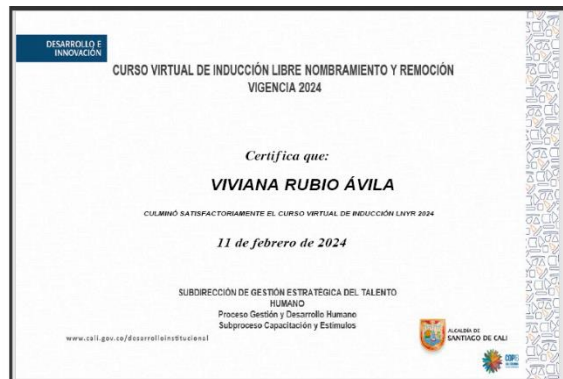 DESARROLLO E
INNOVACIÓN
CURSO VIRTUAL DE INDUCCIÓN LIBRE NOMBRAMIENTO Y REMOCIÓN
VIGENCIA 2024
Certifica que:
VIVIANA RUBIO ÁVILA
CULMINÓ SATISFACTORIAMENTE EL CURSO VIRTUAL DE INDUCCIÓN LNYR 2024
11 de febrero de 2024
SUBDIRECCIÓN DE GESTIÓN ESTRATÉGICA DEL TALENTO
HUMANO
Proceso Gestión y Desarrollo Humano
Subproceso Capacitación y Estímulos
www.cali.gov.co/desarrolloinstitucional
ALCALDÍA DE
SANTIAGO DE CALI